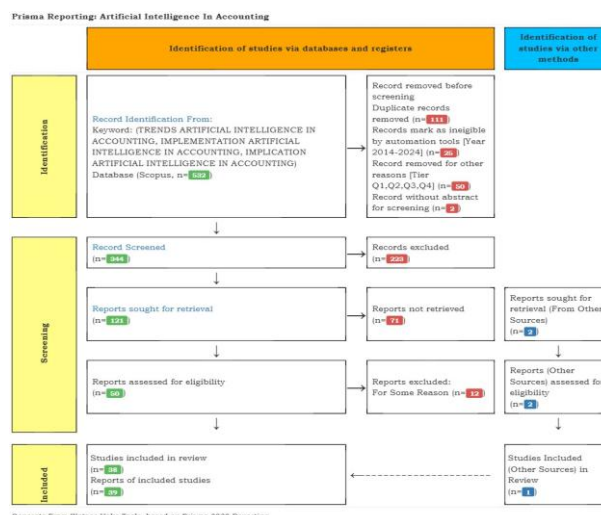 Prisma Reporting: Artificial Intelligence In Accounting
Identification of studies via databases and registers
Identification of
studies via other
methods
Identification
Record Identification From:
Keyword: (TRENDS ARTIFICIAL INTELLIGENCE IN
ACCOUNTING, IMPLEMENTATION ARTIFICIAL
INTELLIGENCE IN ACCOUNTING, IMPLICATION
ARTIFICIAL INTELLIGENCE IN ACCOUNTING)
Database (Scopus, n= 533)
Record removed before
screening
Duplicate records
removed (n= 111)
Records mark as ineigible
by automation tools [Year
2014-2024] (n= 26)
Record removed for other
reasons [Tier
Q1,Q2,Q3,Q4] (n= 50)
Record without abstract
for screening (n= 2)
Screening
Record Screened
(n= 344)
Records excluded
(n= 223)
Reports sought for retrieval
(n= 121)
Reports not retrieved
(n= 71)
Reports sought for
retrieval (From Other
Sources)
(n= 2)
Reports assessed for eligibility
(n= 50)
Reports excluded:
For Some Reason (n= 12)
Reports (Other
Sources) assessed for
eligibility
(n= 2)
Included
Studies included in review
(n= 38)
Reports of included studies
(n= 39)
Studies Included
(Other Sources) in
Review
(n= 1)